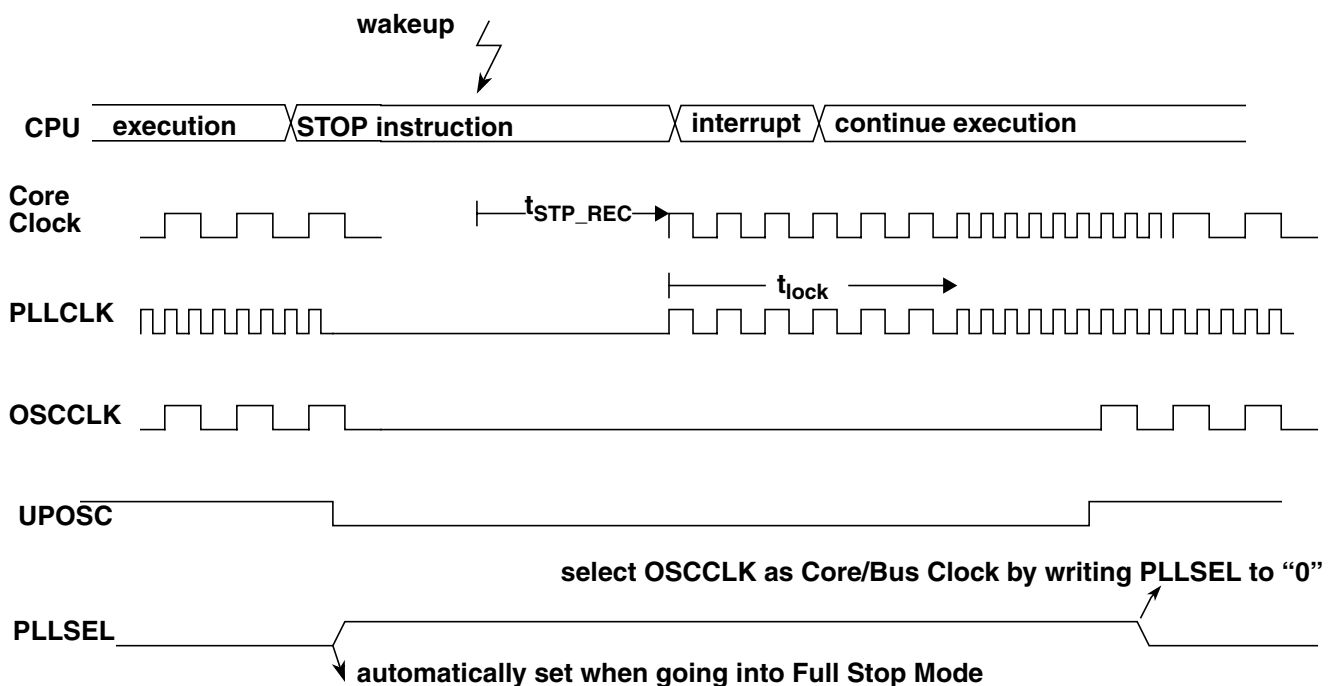 wakeup
CPU execution STOP instruction interrupt continue execution
Core
Clock
tSTP_REC
tlock
PLLCLK
OSCCLK
UPOSC
select OSCCLK as Core/Bus Clock by writing PLLSEL to “0”
PLLSEL
automatically set when going into Full Stop Mode